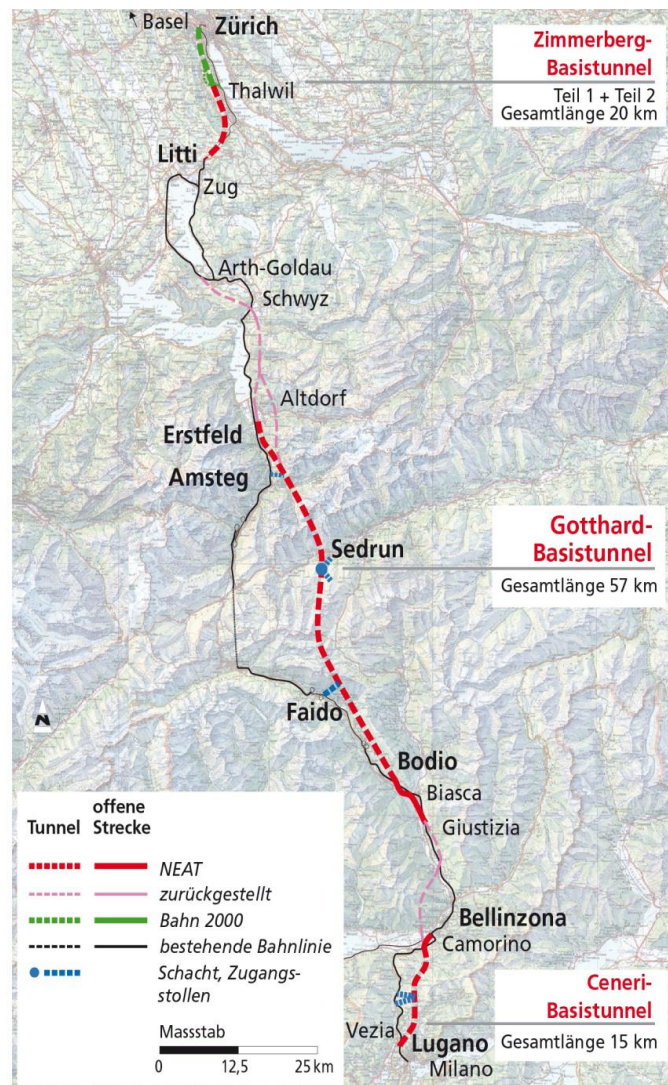 Basel
Zürich
Zimmerberg-
Basistunnel
Teil 1 + Teil 2
Gesamtlänge 20 km
Thalwil
Litti
Zug
Arth-Goldau
Schwyz
Altdorf
Erstfeld
Amsteg
Sedrun
Gotthard-
Basistunnel
Gesamtlänge 57 km
N
Faido
Bodio
Biasca
Giustizia
Bellinzona
Camorino
Ceneri-
Basistunnel
Gesamtlänge 15 km
Vezia
Lugano
Milano
Tunnel
offene
Strecke
NEAT
zurückgestellt
Bahn 2000
bestehende Bahnlinie
Schacht, Zugangs-
stollen
Massstab
0 12,5 25 km